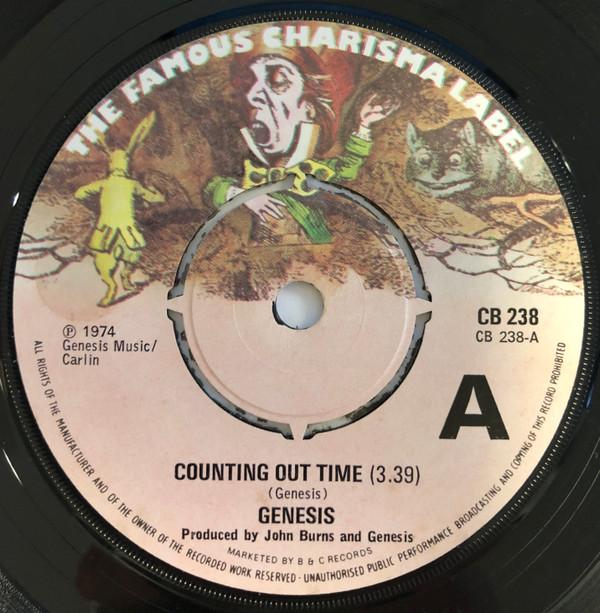 THE FAMOUS CHARISMA LABEL
CB 238
CB 238-A
℗ 1974
Genesis Music/
Carlin
A
COUNTING OUT TIME (3.39)
(Genesis)
GENESIS
Produced by John Burns and Genesis
MARKETED BY B & C RECORDS
ALL RIGHTS OF THE MANUFACTURER AND OF THE OWNER OF THE RECORDED WORK RESERVED · UNAUTHORISED PUBLIC PERFORMANCE BROADCASTING AND COPYING OF THIS RECORD PROHIBITED